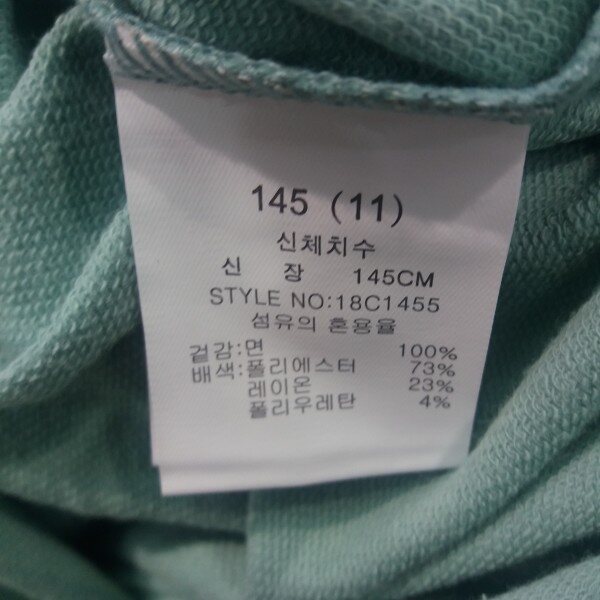 145 (11)
신체치수
신 장 145CM
STYLE NO:18C1455
섬유의 혼용율
겉감:면 100%
배색:폴리에스터 73%
레이온 23%
폴리우레탄 4%